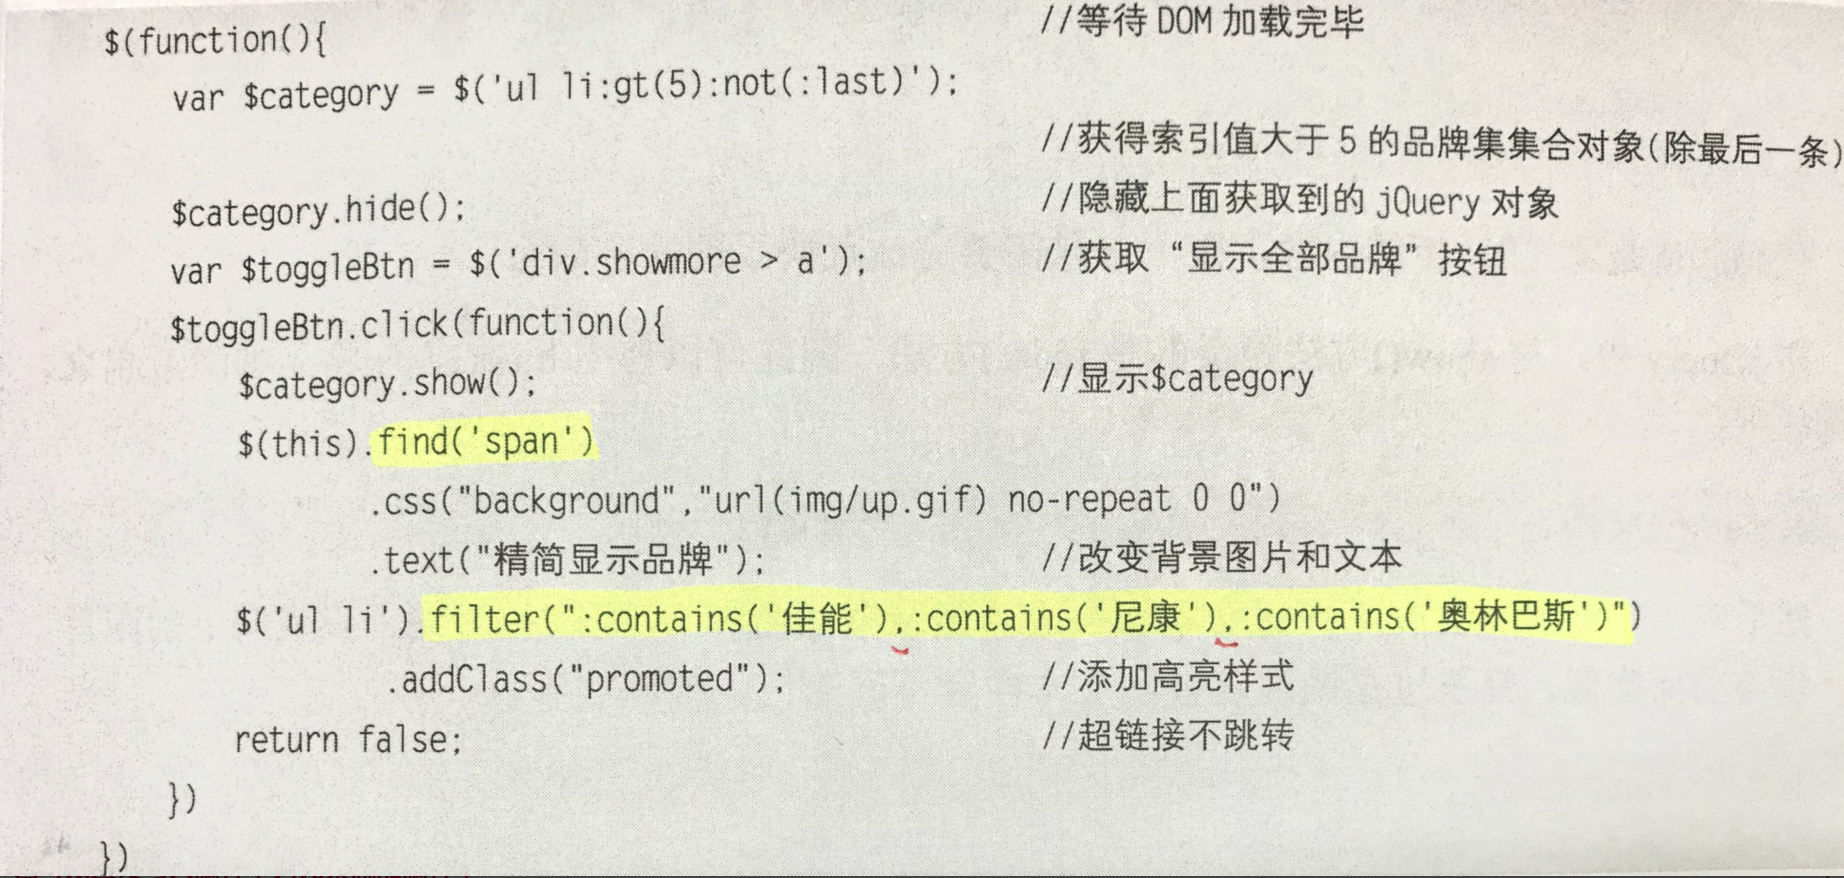 $(function(){ //等待 DOM 加载完毕
var $category = $('ul li:gt(5):not(:last)');
//获得索引值大于 5 的品牌集集合对象(除最后一条)
$category.hide(); //隐藏上面获取到的 jQuery 对象
var $toggleBtn = $('div.showmore > a'); //获取 “显示全部品牌” 按钮
$toggleBtn.click(function(){
$category.show(); //显示$category
$(this).find('span')
.css("background","url(img/up.gif) no-repeat 0 0")
.text("精简显示品牌"); //改变背景图片和文本
$('ul li').filter(":contains('佳能'),:contains('尼康'),:contains('奥林巴斯')")
.addClass("promoted"); //添加高亮样式
return false; //超链接不跳转
})
})